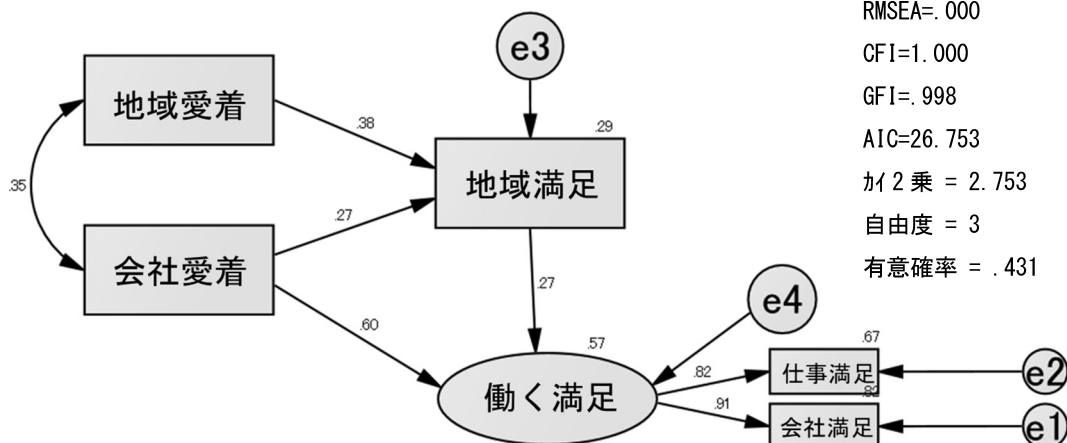 RMSEA=.000
CFI=1.000
GFI=.998
AIC=26.753
ｶｲ2乗 = 2.753
自由度 = 3
有意確率 = .431
e3
地域愛着
.38
.29
地域満足
.35
.27
会社愛着
.27
e4
.60
.57
.67
働く満足
.82
仕事満足
e2
.82
.91
会社満足
e1